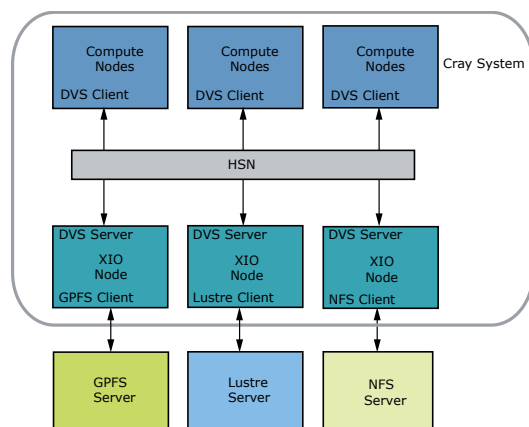 Compute
Nodes
DVS Client
Compute
Nodes
DVS Client
Compute
Nodes
DVS Client
Cray System
HSN
DVS Server
XIO
Node
GPFS Client
DVS Server
XIO
Node
Lustre Client
DVS Server
XIO
Node
NFS Client
GPFS
Server
Lustre
Server
NFS
Server